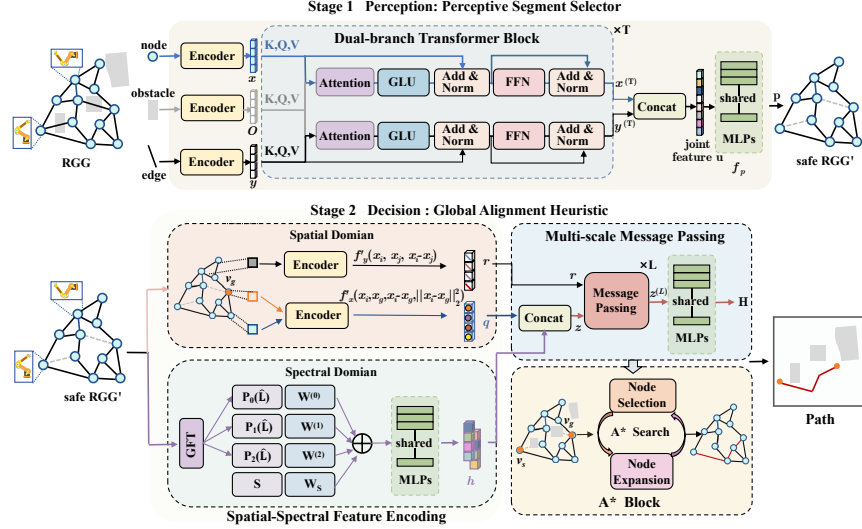 Stage 1 Perception: Perceptive Segment Selector
Dual-branch Transformer Block
×T
node
Encoder
x
K,Q,V
obstacle
Encoder
O
K,Q,V
edge
Encoder
y
K,Q,V
RGG
Attention
GLU
Add & Norm
FFN
Add & Norm
x^(T)
Attention
GLU
Add & Norm
FFN
Add & Norm
y^(T)
Concat
joint
feature u
shared
MLPs
f_p
p
safe RGG'
Stage 2 Decision : Global Alignment Heuristic
Spatial Domian
v_g
Encoder
f'_y(x_i, x_j, x_i-x_j)
r
Encoder
f'_x(x_i,x_g,x_i-x_g,||x_i-x_g||_2^2)
q
safe RGG'
Spectral Domian
GFT
P_0(L̂)
W^(0)
P_1(L̂)
W^(1)
P_2(L̂)
W^(2)
S
W_S
shared
MLPs
h
Spatial-Spectral Feature Encoding
Multi-scale Message Passing
×L
r
Concat
z
Message
Passing
z^(L)
shared
MLPs
H
Node
Selection
A* Search
Node
Expansion
v_g
v_s
A* Block
Path